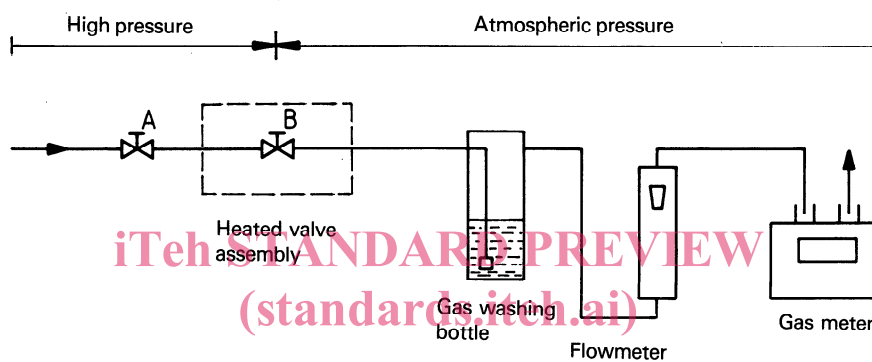 High pressure
Atmospheric pressure
A
B
Heated valve
assembly
iTeh STANDARD PREVIEW
(standards.iteh.ai)
Gas washing
bottle
Flowmeter
Gas meter